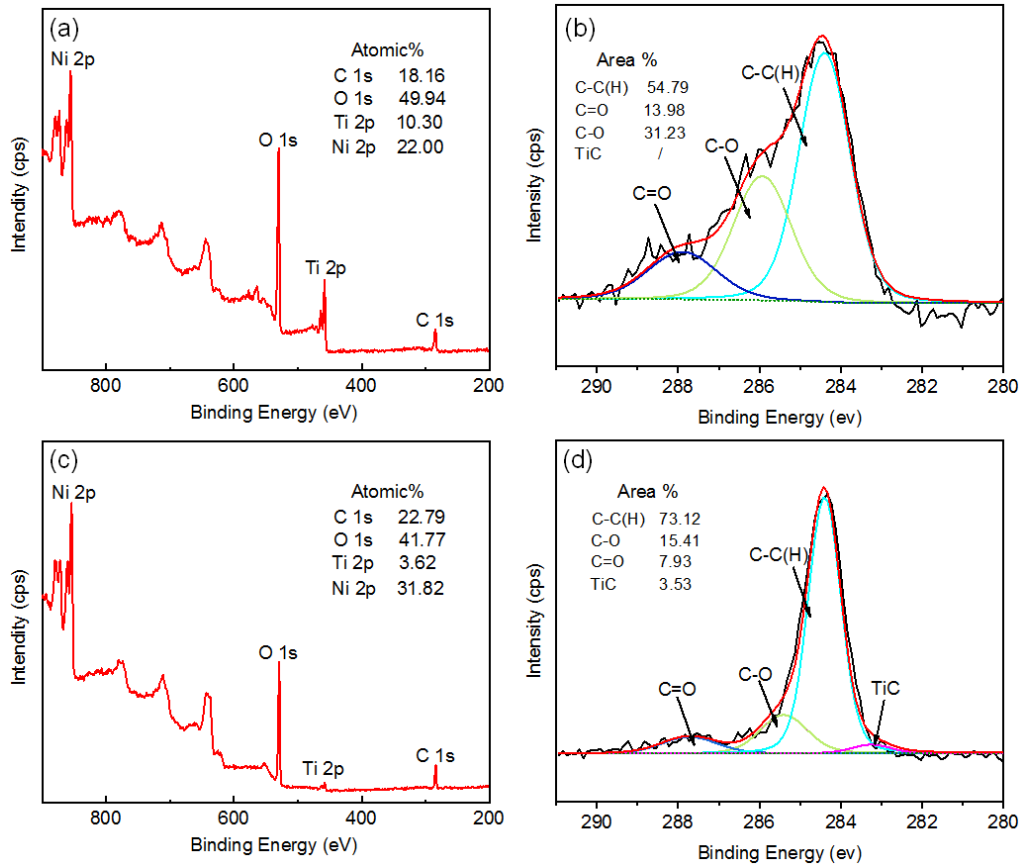 (a)
Ni 2p
Atomic%
C 1s 18.16
O 1s 49.94
Ti 2p 10.30
Ni 2p 22.00
O 1s
Ti 2p
C 1s
Intendity (cps)
800 600 400 200
Binding Energy (eV)
(b)
Area %
C-C(H) 54.79
C=O 13.98
C-O 31.23
TiC /
C-C(H)
C-O
C=O
Intensity (cps)
290 288 286 284 282 280
Binding Energy (ev)
(c)
Ni 2p
Atomic%
C 1s 22.79
O 1s 41.77
Ti 2p 3.62
Ni 2p 31.82
O 1s
Ti 2p
C 1s
Intendity (cps)
800 600 400 200
Binding Energy (eV)
(d)
Area %
C-C(H) 73.12
C-O 15.41
C=O 7.93
TiC 3.53
C-C(H)
C-O
C=O
TiC
Intensity (cps)
290 288 286 284 282 280
Binding Energy (ev)